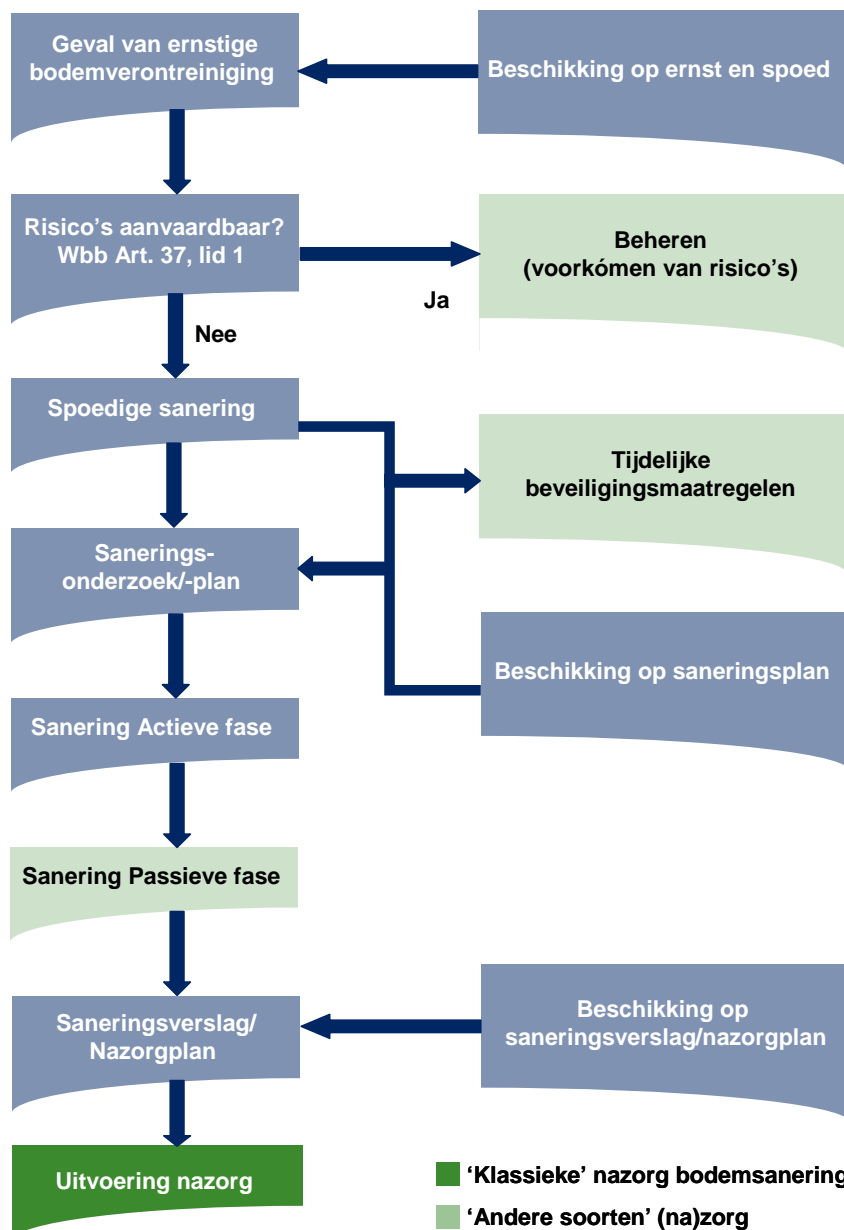 Geval van ernstige
bodemverontreiniging
Beschikking op ernst en spoed
Risico's aanvaardbaar?
Wbb Art. 37, lid 1
Beheren
(voorkómen van risico's)
Ja
Nee
Spoedige sanering
Tijdelijke
beveiligingsmaatregelen
Sanerings-
onderzoek/-plan
Beschikking op saneringsplan
Sanering Actieve fase
Sanering Passieve fase
Saneringsverslag/
Nazorgplan
Beschikking op
saneringsverslag/nazorgplan
Uitvoering nazorg
‘Klassieke’ nazorg bodemsanering
‘Andere soorten’ (na)zorg